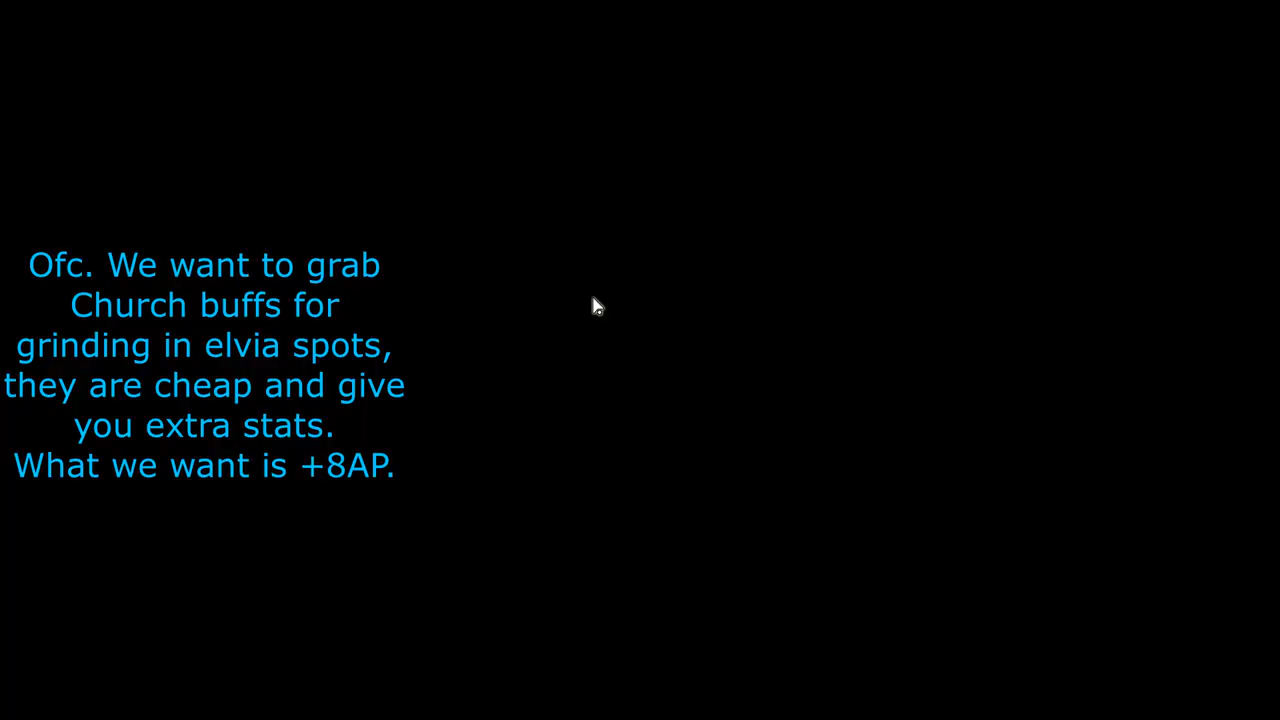 Ofc. We want to grab
Church buffs for
grinding in elvia spots,
they are cheap and give
you extra stats.
What we want is +8AP.